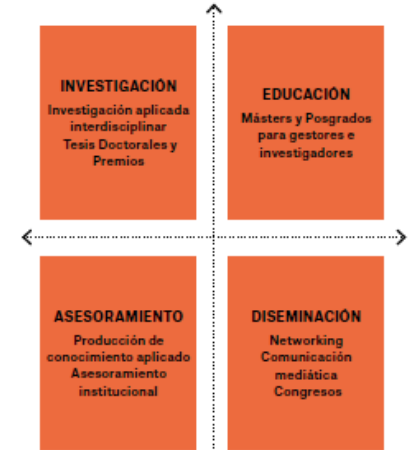 INVESTIGACIÓN
Investigación aplicada
interdisciplinar
Tesis Doctorales y
Premios
EDUCACIÓN
Másters y Posgrados
para gestores e
investigadores
ASESORAMIENTO
Producción de
conocimiento aplicado
Asesoramiento
institucional
DISEMINACIÓN
Networking
Comunicación
mediática
Congresos